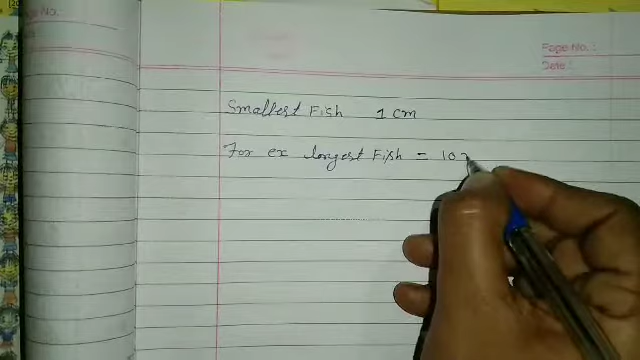 Page No. :
Date :
Smallest Fish 1 cm
For ex longest Fish = 10